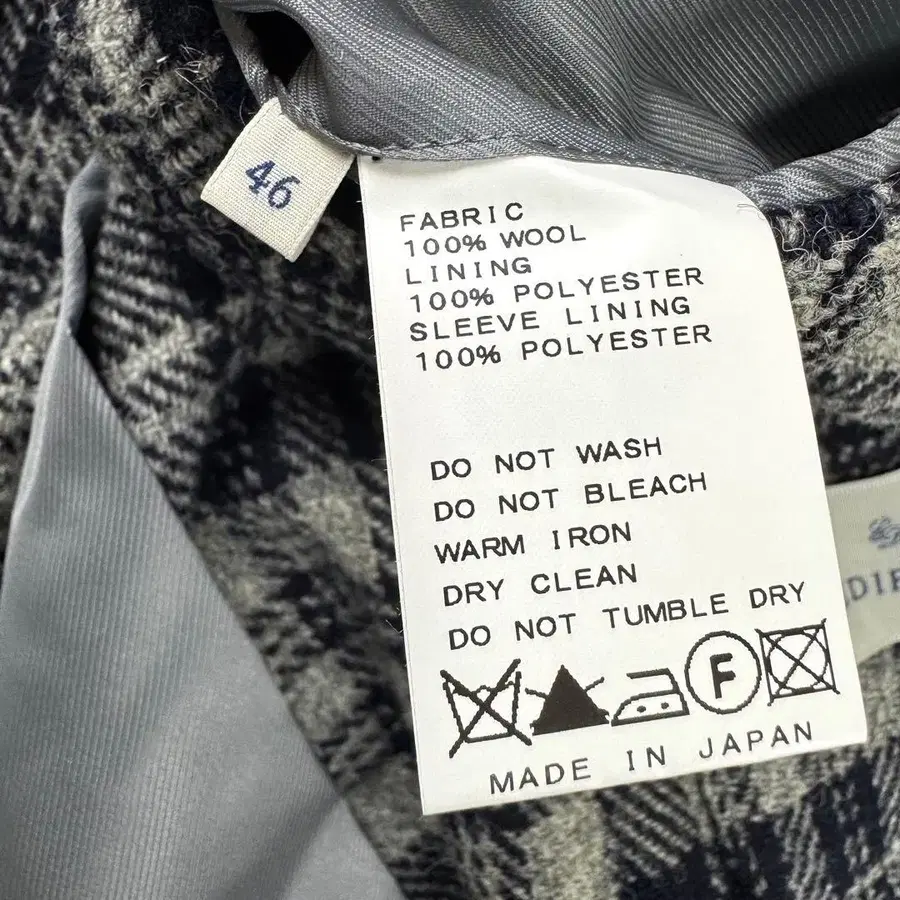 46
FABRIC
100% WOOL
LINING
100% POLYESTER
SLEEVE LINING
100% POLYESTER
DO NOT WASH
DO NOT BLEACH
WARM IRON
DRY CLEAN
DO NOT TUMBLE DRY
F
MADE IN JAPAN